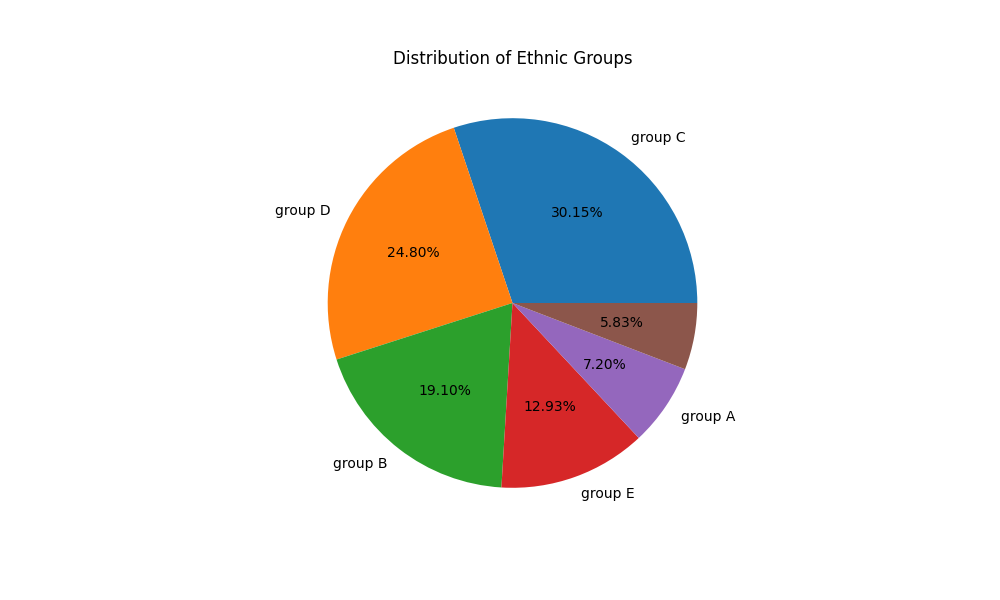 Distribution of Ethnic Groups
group C
30.15%
group D
24.80%
group B
19.10%
group E
12.93%
group A
7.20%
5.83%